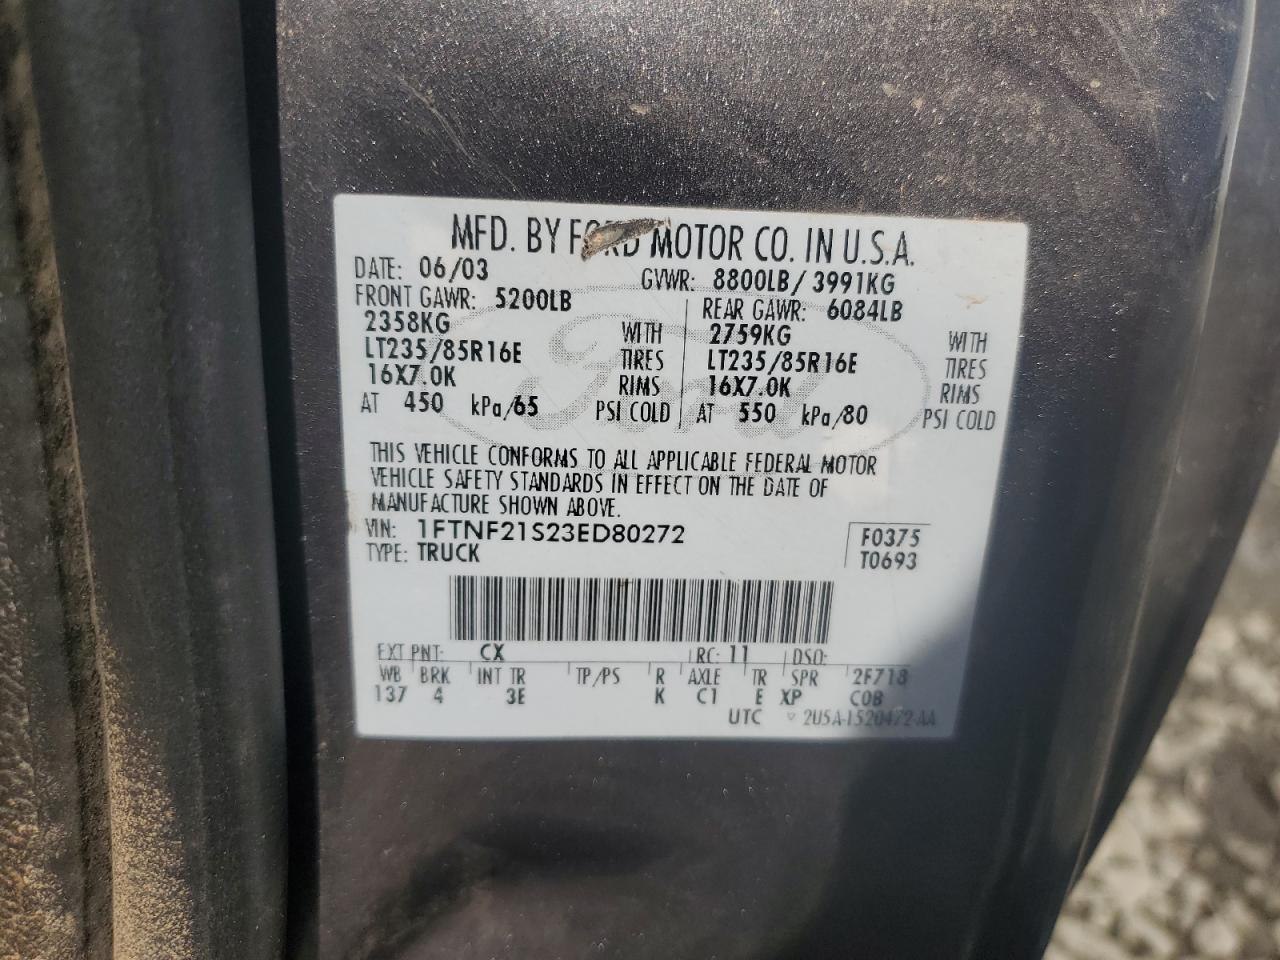 MFD. BY FORD MOTOR CO. IN U.S.A.
DATE: 06/03 GVWR: 8800LB/ 3991KG
FRONT GAWR: 5200LB REAR GAWR: 6084LB
2358KG WITH 2759KG WITH
LT235/85R16E TIRES LT235/85R16E TIRES
16X7.0K RIMS 16X7.0K RIMS
AT 450 kPa/65 PSI COLD AT 550 kPa/80 PSI COLD
Ford
THIS VEHICLE CONFORMS TO ALL APPLICABLE FEDERAL MOTOR
VEHICLE SAFETY STANDARDS IN EFFECT ON THE DATE OF
MANUFACTURE SHOWN ABOVE.
VIN: 1FTNF21S23ED80272 F0375
TYPE: TRUCK T0693
EXT PNT: CX RC: 11 DSO:
WB BRK INT TR TP/PS R AXLE TR SPR 2F718
137 4 3E K C1 E XP C0B
UTC ▿ 2U5A-1520472-AA